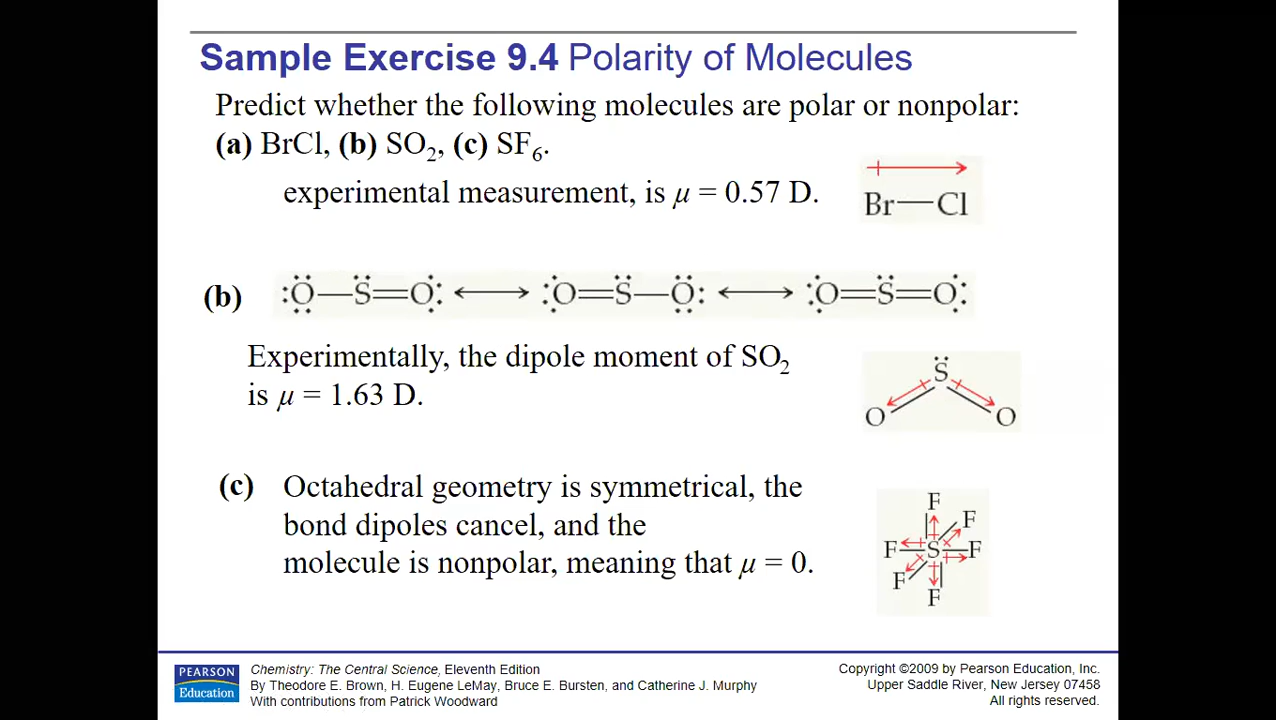 Sample Exercise 9.4 Polarity of Molecules
Predict whether the following molecules are polar or nonpolar:
(a) BrCl, (b) SO₂, (c) SF₆.
experimental measurement, is μ = 0.57 D.
Br—Cl
(b) :O—S=O: ⟷ :O=S—O: ⟷ :O=S=O:
Experimentally, the dipole moment of SO₂
is μ = 1.63 D.
S
O O
(c) Octahedral geometry is symmetrical, the
bond dipoles cancel, and the
molecule is nonpolar, meaning that μ = 0.
F
F
F—S—F
F
F
PEARSON
Education
Chemistry: The Central Science, Eleventh Edition
By Theodore E. Brown, H. Eugene LeMay, Bruce E. Bursten, and Catherine J. Murphy
With contributions from Patrick Woodward
Copyright ©2009 by Pearson Education, Inc.
Upper Saddle River, New Jersey 07458
All rights reserved.